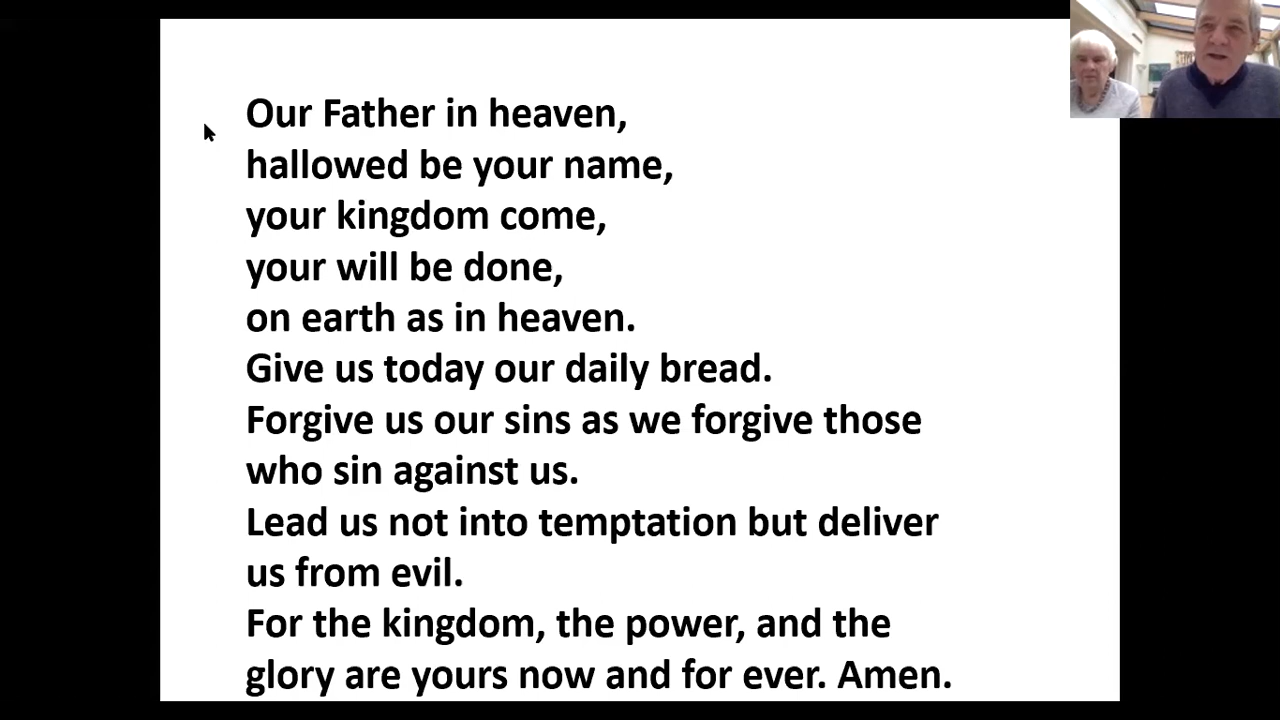 Our Father in heaven,
hallowed be your name,
your kingdom come,
your will be done,
on earth as in heaven.
Give us today our daily bread.
Forgive us our sins as we forgive those
who sin against us.
Lead us not into temptation but deliver
us from evil.
For the kingdom, the power, and the
glory are yours now and for ever. Amen.